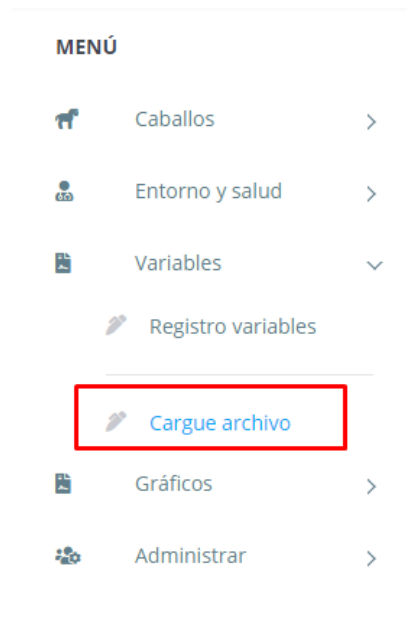 MENÚ
Caballos
Entorno y salud
Variables
Registro variables
Cargue archivo
Gráficos
Administrar